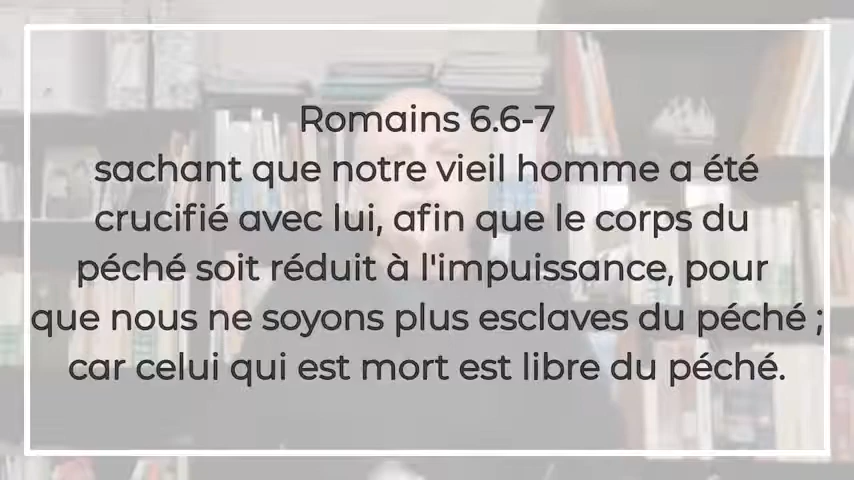 Romains 6.6-7
sachant que notre vieil homme a été
crucifié avec lui, afin que le corps du
péché soit réduit à l'impuissance, pour
que nous ne soyons plus esclaves du péché ;
car celui qui est mort est libre du péché.